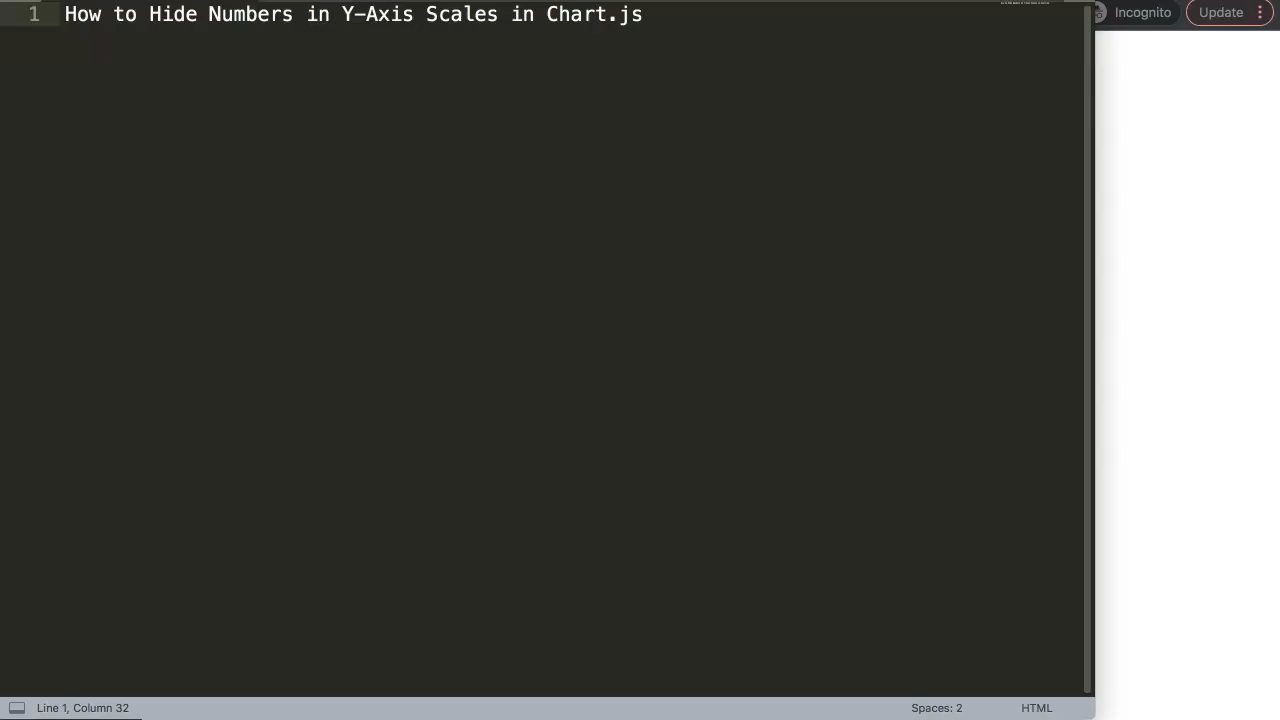 Incognito
Update
1 How to Hide Numbers in Y-Axis Scales in Chart.js
Line 1, Column 32
Spaces: 2
HTML